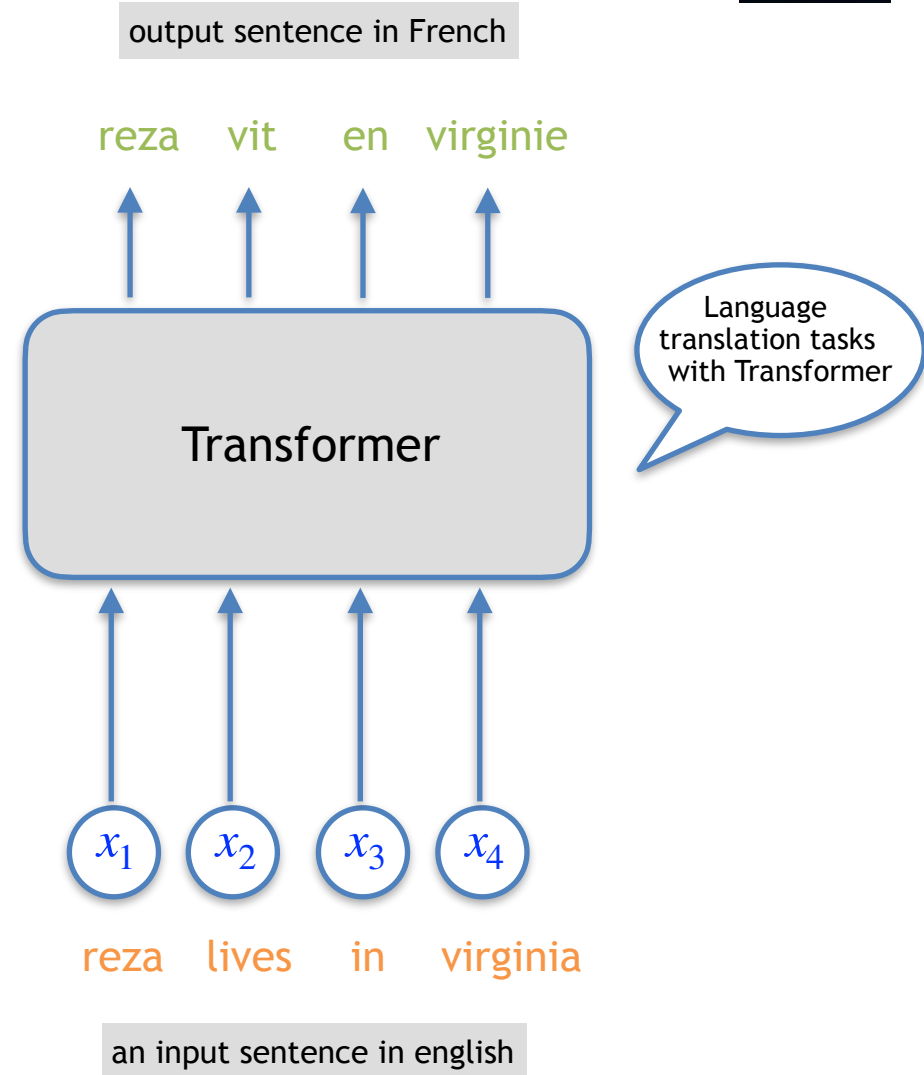 output sentence in French
reza vit en virginie
Language
translation tasks
with Transformer
Transformer
x₁ x₂ x₃ x₄
reza lives in virginia
an input sentence in english